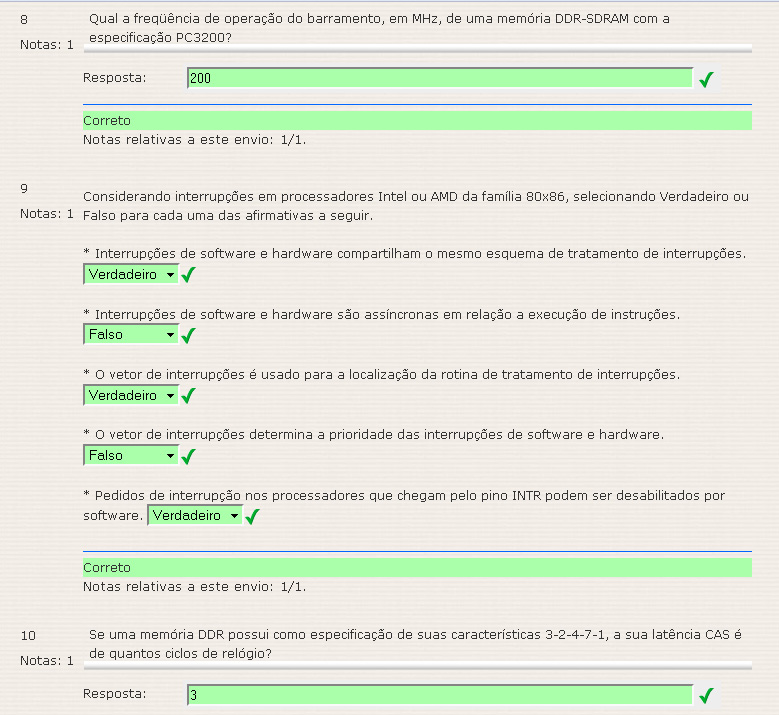 8
Qual a freqüência de operação do barramento, em MHz, de uma memória DDR-SDRAM com a
Notas: 1
especificação PC3200?
Resposta:
200
Correto
Notas relativas a este envio: 1/1.
9
Notas: 1
Considerando interrupções em processadores Intel ou AMD da família 80x86, selecionando Verdadeiro ou
Falso para cada uma das afirmativas a seguir.
* Interrupções de software e hardware compartilham o mesmo esquema de tratamento de interrupções.
Verdadeiro
* Interrupções de software e hardware são assíncronas em relação a execução de instruções.
Falso
* O vetor de interrupções é usado para a localização da rotina de tratamento de interrupções.
Verdadeiro
* O vetor de interrupções determina a prioridade das interrupções de software e hardware.
Falso
* Pedidos de interrupção nos processadores que chegam pelo pino INTR podem ser desabilitados por
software. Verdadeiro
Correto
Notas relativas a este envio: 1/1.
10
Notas: 1
Se uma memória DDR possui como especificação de suas características 3-2-4-7-1, a sua latência CAS é
de quantos ciclos de relógio?
Resposta:
3